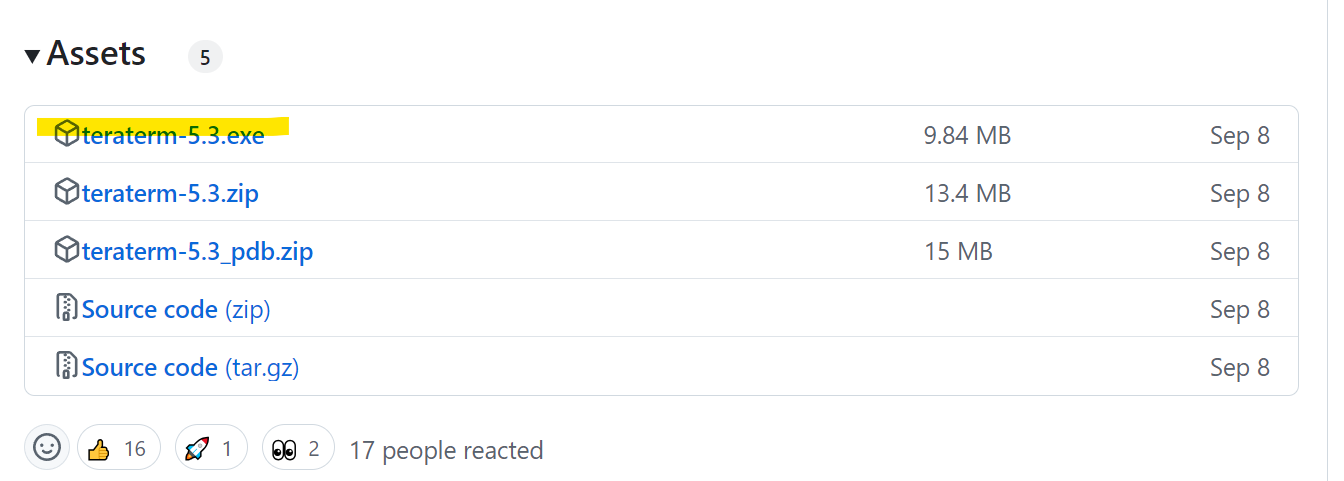 Assets 5
teraterm-5.3.exe 9.84 MB Sep 8
teraterm-5.3.zip 13.4 MB Sep 8
teraterm-5.3_pdb.zip 15 MB Sep 8
Source code (zip) Sep 8
Source code (tar.gz) Sep 8
16 1 2 17 people reacted